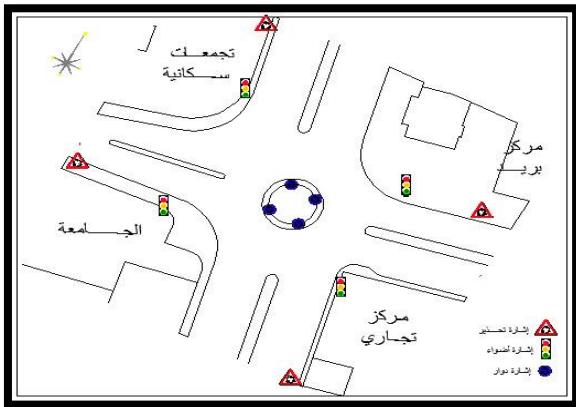 تجمعات
سكانية
مركز
بريد
الجامعة
مركز
تجاري
إشارة تحذير
إشارة أضواء
إشارة دوار